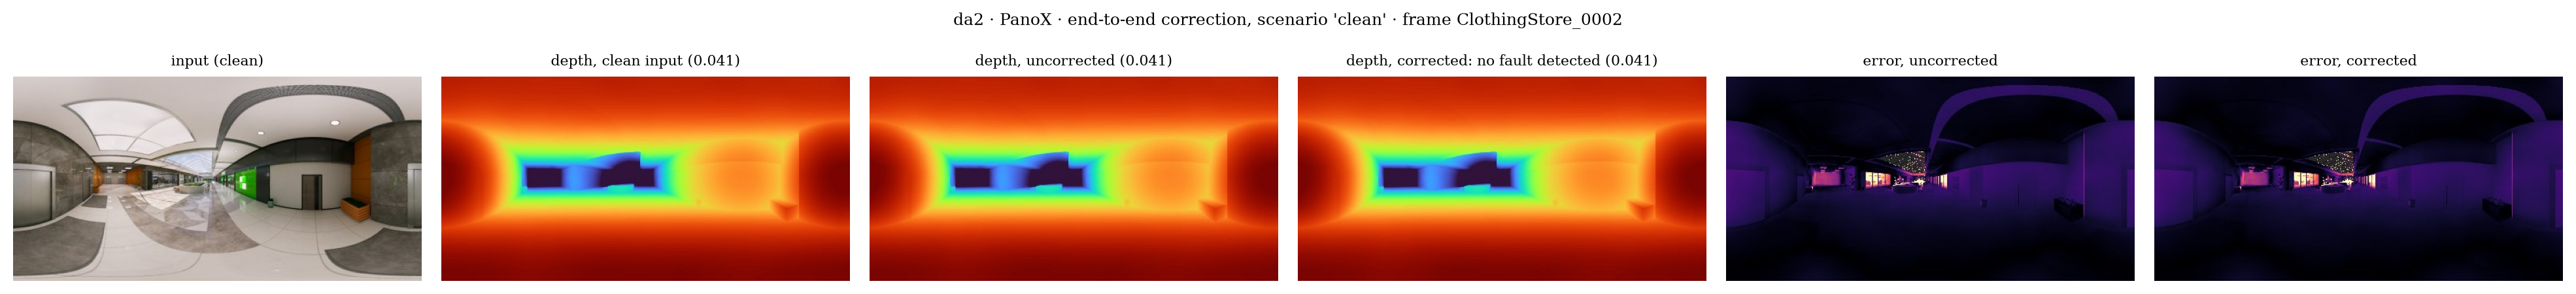 da2 · PanoX · end-to-end correction, scenario 'clean' · frame ClothingStore_0002
input (clean)
depth, clean input (0.041)
depth, uncorrected (0.041)
depth, corrected: no fault detected (0.041)
error, uncorrected
error, corrected